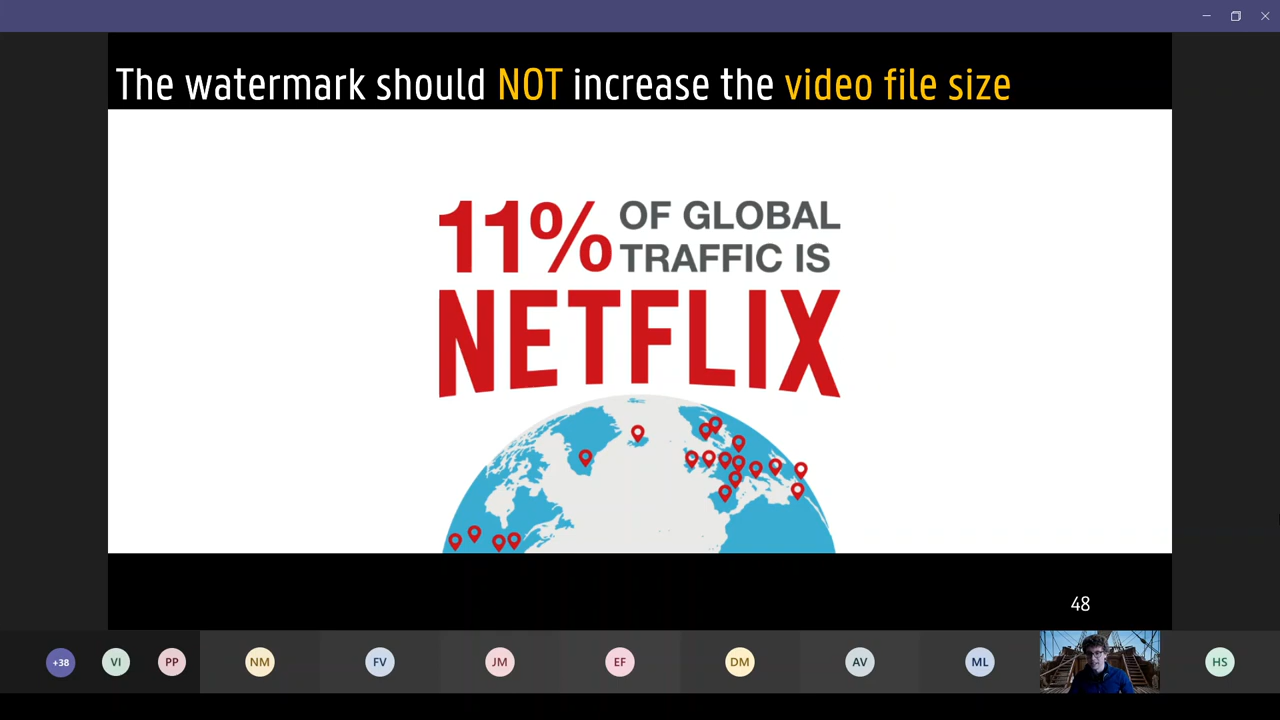 The watermark should NOT increase the video file size
11% OF GLOBAL
TRAFFIC IS
NETFLIX
48
+38 VI PP NM FV JM EF DM AV ML HS